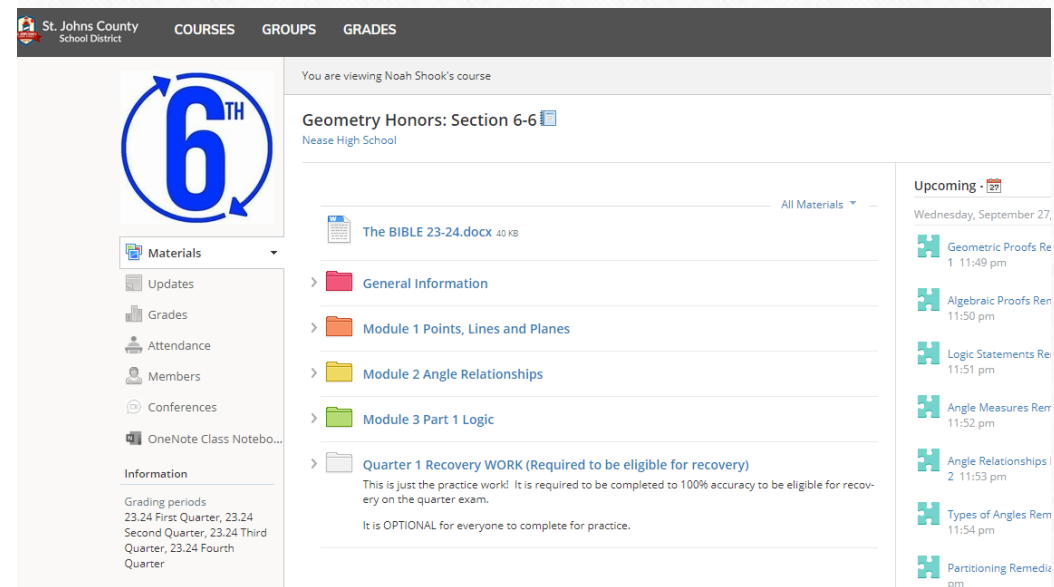 St. Johns County
School District
COURSES
GROUPS
GRADES
6TH
You are viewing Noah Shook's course
Geometry Honors: Section 6-6
Nease High School
All Materials
The BIBLE 23-24.docx 40 KB
General Information
Module 1 Points, Lines and Planes
Module 2 Angle Relationships
Module 3 Part 1 Logic
Quarter 1 Recovery WORK (Required to be eligible for recovery)
This is just the practice work! It is required to be completed to 100% accuracy to be eligible for recov-
ery on the quarter exam.
It is OPTIONAL for everyone to complete for practice.
Materials
Updates
Grades
Attendance
Members
Conferences
OneNote Class Notebo...
Information
Grading periods
23.24 First Quarter, 23.24
Second Quarter, 23.24 Third
Quarter, 23.24 Fourth
Quarter
Upcoming · 27
Wednesday, September 27,
Geometric Proofs Re
1 11:49 pm
Algebraic Proofs Rem
11:50 pm
Logic Statements Re
11:51 pm
Angle Measures Rem
11:52 pm
Angle Relationships
2 11:53 pm
Types of Angles Rem
11:54 pm
Partitioning Remedia
pm